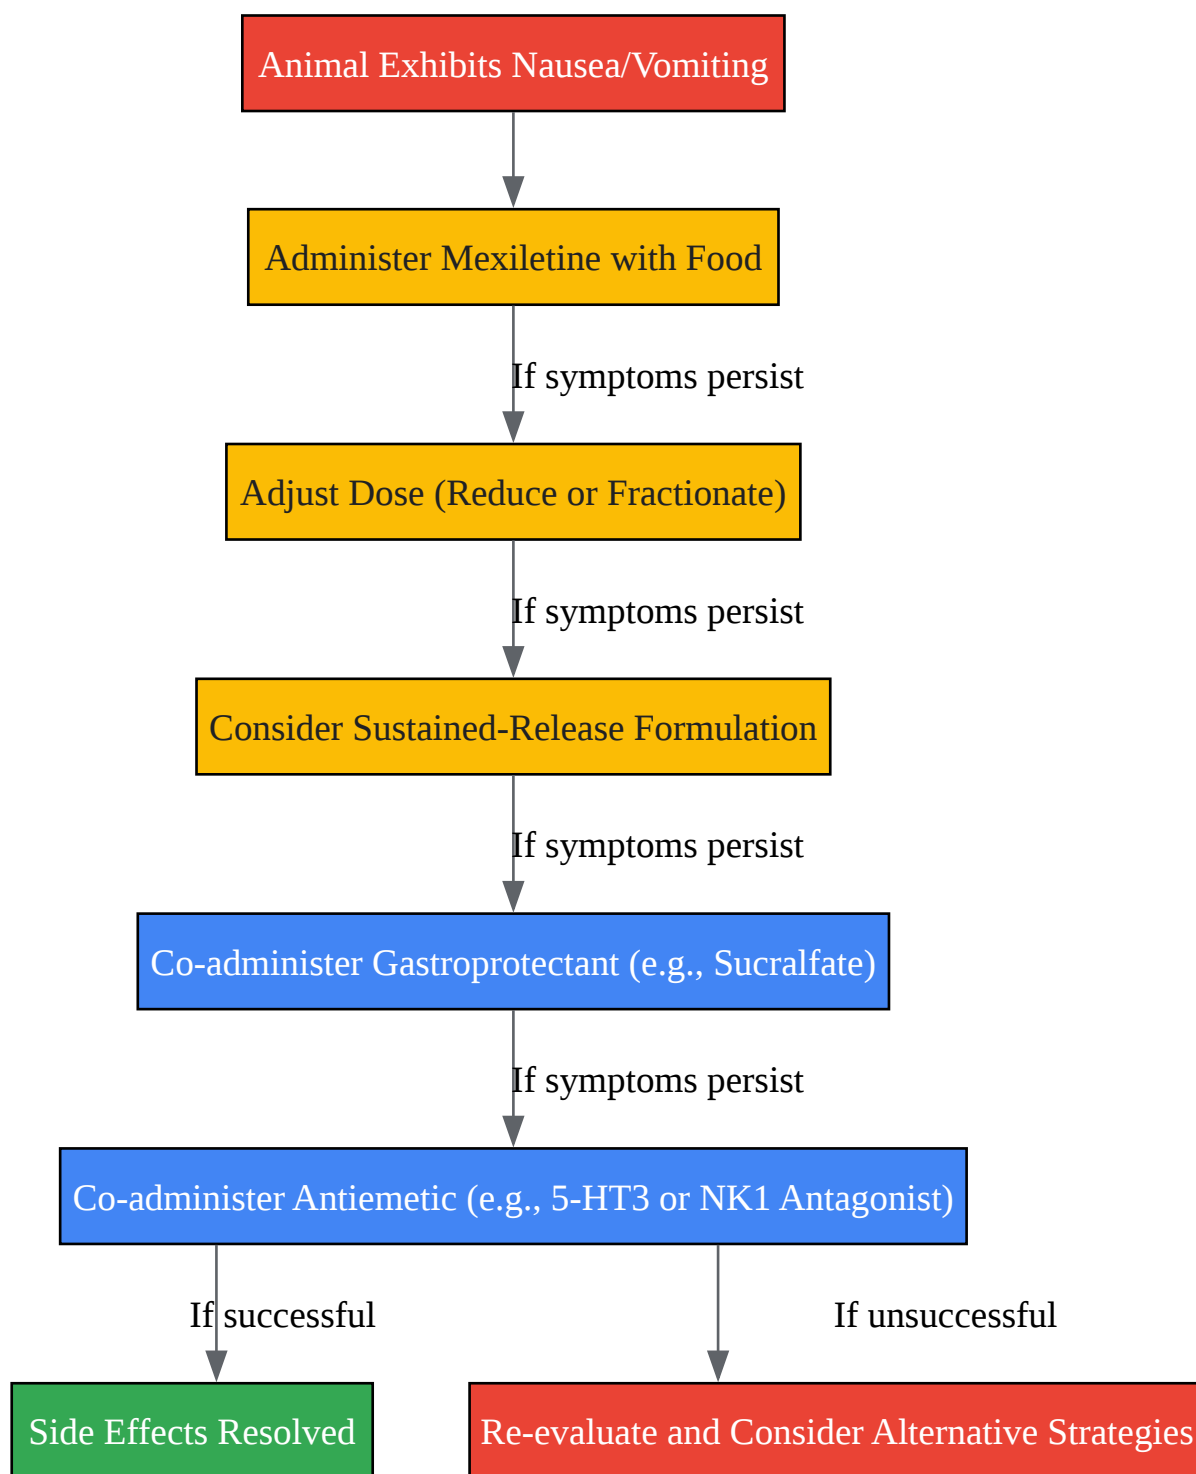 Animal Exhibits Nausea/Vomiting
Administer Mexiletine with Food
If symptoms persist
Adjust Dose (Reduce or Fractionate)
If symptoms persist
Consider Sustained-Release Formulation
If symptoms persist
Co-administer Gastroprotectant (e.g., Sucralfate)
If symptoms persist
Co-administer Antiemetic (e.g., 5-HT3 or NK1 Antagonist)
If successful
If unsuccessful
Side Effects Resolved
Re-evaluate and Consider Alternative Strategies